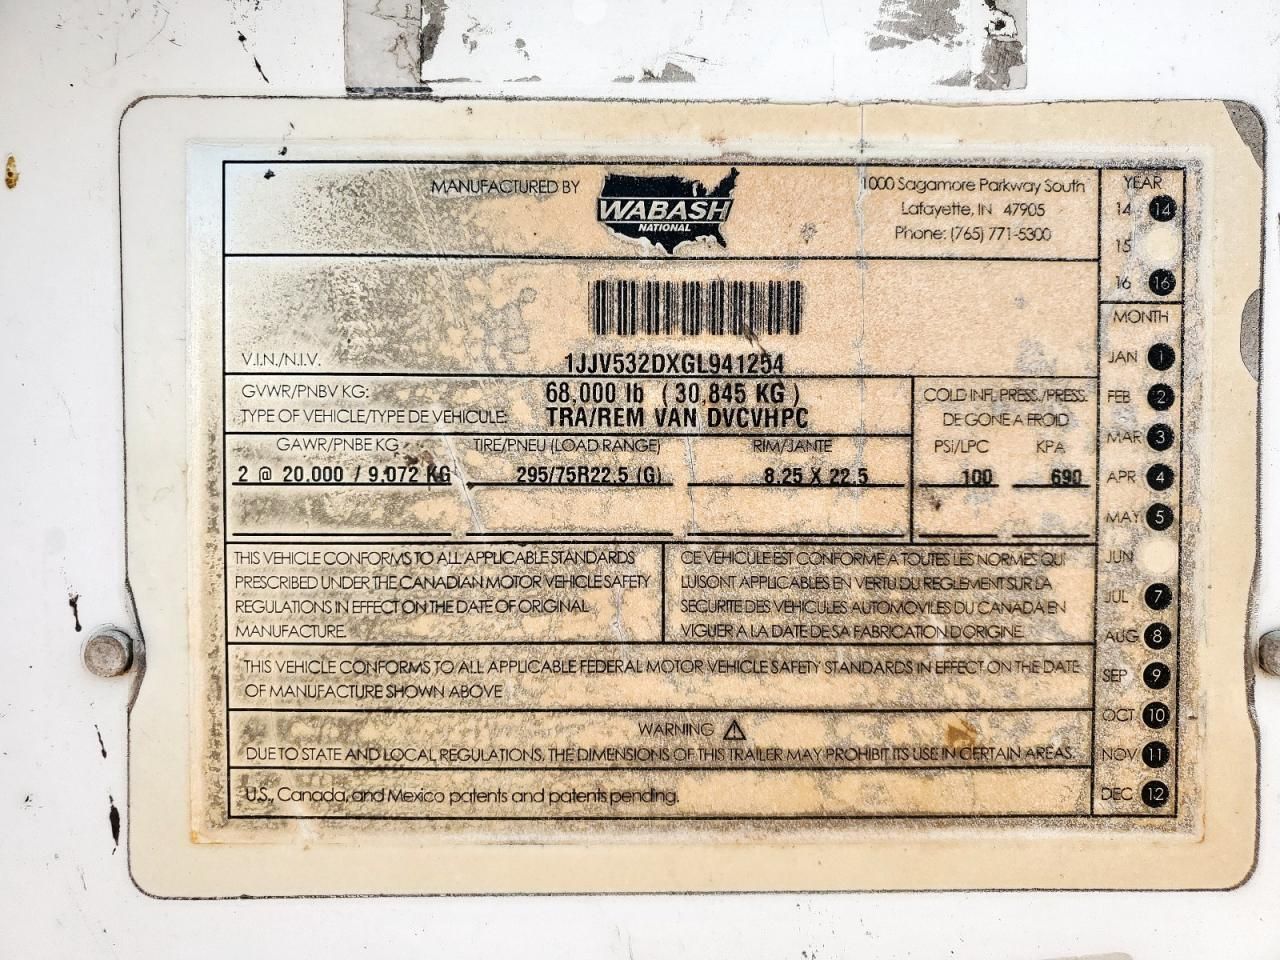 MANUFACTURED BY
WABASH
NATIONAL
1000 Sagamore Parkway South
Lafayette, IN 47905
Phone: (765) 771-5300
YEAR
14 14
15
16 16
V.I.N./N.I.V.
1JJV532DXGL941254
GVWR/PNBV KG: 68,000 lb ( 30,845 KG )
TYPE OF VEHICLE/TYPE DE VEHICULE: TRA/REM VAN DVCVHPC
GAWR/PNBE KG TIRE/PNEU (LOAD RANGE) RIM/JANTE
2 @ 20.000 / 9.072 KG 295/75R22.5 (G) 8.25 X 22.5
COLD INFL. PRESS./PRESS.
DE GONE A FROID
PSI/LPC KPA
100 690
THIS VEHICLE CONFORMS TO ALL APPLICABLE STANDARDS
PRESCRIBED UNDER THE CANADIAN MOTOR VEHICLE SAFETY
REGULATIONS IN EFFECT ON THE DATE OF ORIGINAL
MANUFACTURE.
CE VEHICULE EST CONFORME A TOUTES LES NORMES QUI
LUI SONT APPLICABLES EN VERTU DU REGLEMENT SUR LA
SECURITE DES VEHICULES AUTOMOVILES DU CANADA EN
VIGUER A LA DATE DE SA FABRICATION D'ORIGINE.
THIS VEHICLE CONFORMS TO ALL APPLICABLE FEDERAL MOTOR VEHICLE SAFETY STANDARDS IN EFFECT ON THE DATE
OF MANUFACTURE SHOWN ABOVE
WARNING
DUE TO STATE AND LOCAL REGULATIONS, THE DIMENSIONS OF THIS TRAILER MAY PROHIBIT ITS USE IN CERTAIN AREAS.
U.S., Canada, and Mexico patents and patents pending.
MONTH
JAN 1
FEB 2
MAR 3
APR 4
MAY 5
JUN
JUL 7
AUG 8
SEP 9
OCT 10
NOV 11
DEC 12